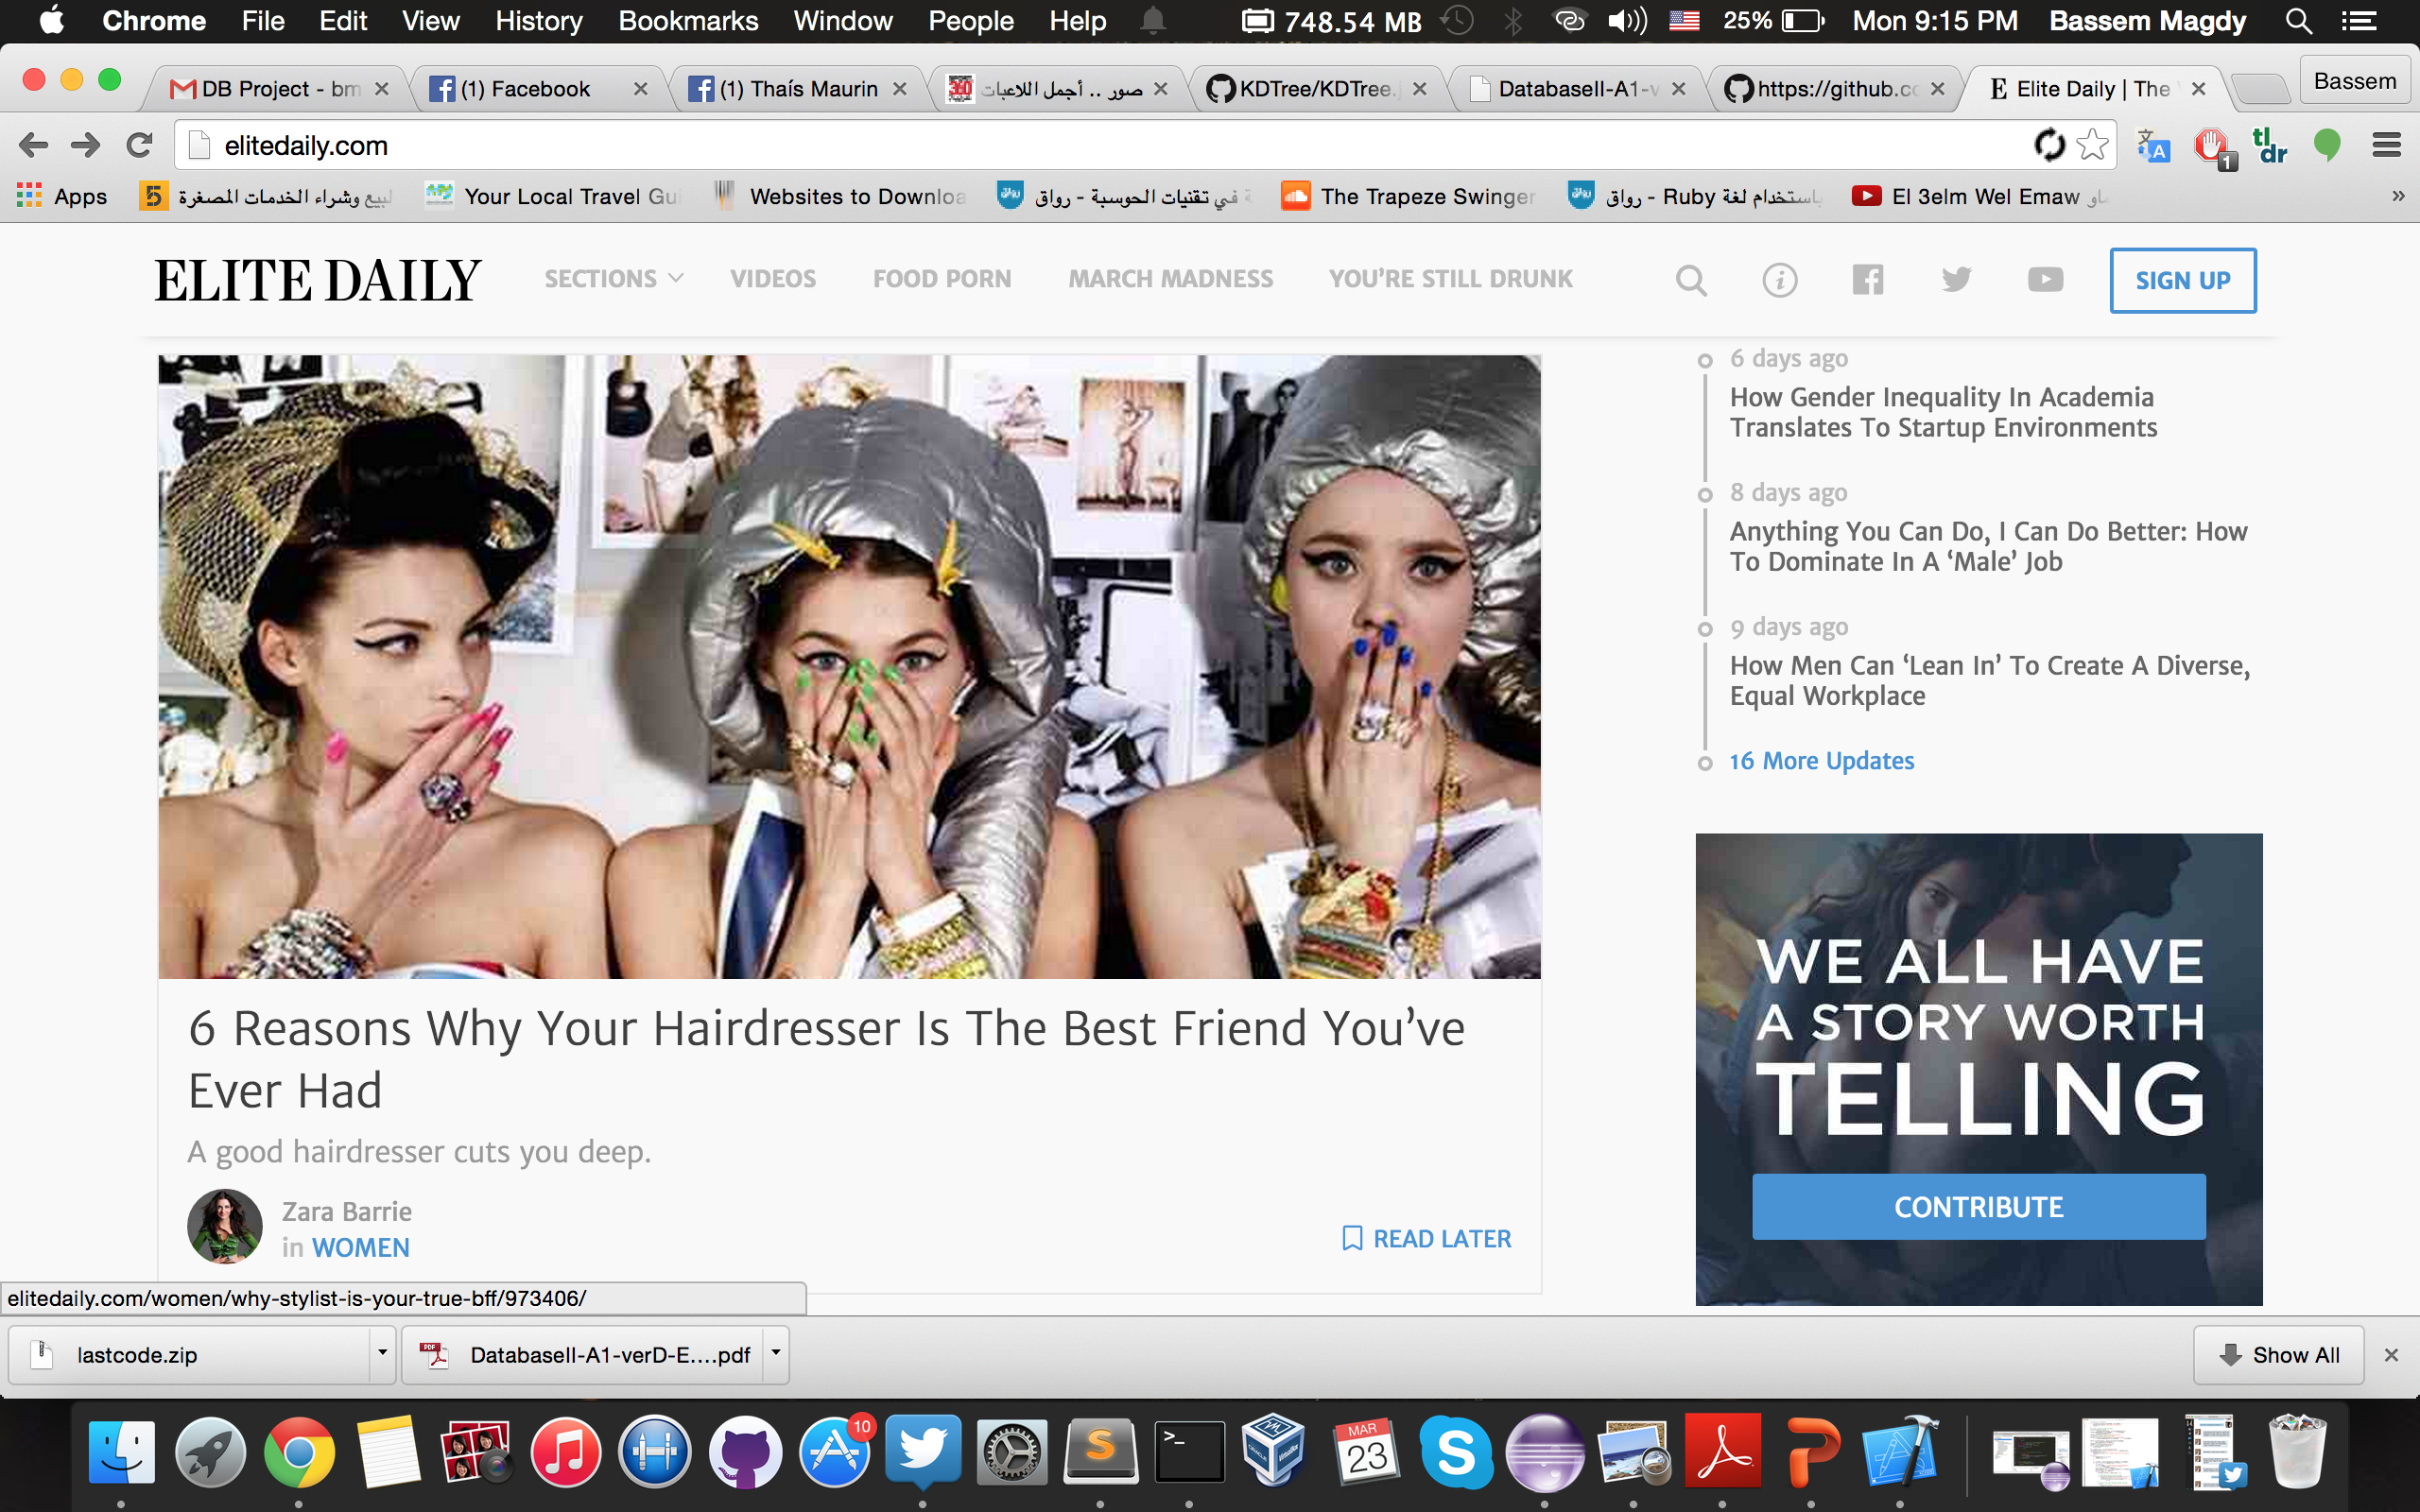 Chrome File Edit View History Bookmarks Window People Help 748.54 MB 25% Mon 9:15 PM Bassem Magdy
DB Project - bm
(1) Facebook
(1) Thaís Maurin
صور .. أجمل اللاعبات
KDTree/KDTree.
DatabaseII-A1-v
https://github.co
Elite Daily | The
Bassem
elitedaily.com
1
tl
dr
Apps
5
لبيع وشراء الخدمات المصغرة
Your Local Travel Gui
Websites to Downloa
في تقنيات الحوسبة - رواق
The Trapeze Swinger
باستخدام لغة Ruby - رواق
El 3elm Wel Emaw
»
ELITE DAILY SECTIONS VIDEOS FOOD PORN MARCH MADNESS YOU'RE STILL DRUNK SIGN UP
6 days ago
How Gender Inequality In Academia
Translates To Startup Environments
8 days ago
Anything You Can Do, I Can Do Better: How
To Dominate In A ‘Male’ Job
9 days ago
How Men Can ‘Lean In’ To Create A Diverse,
Equal Workplace
16 More Updates
WE ALL HAVE
A STORY WORTH
TELLING
CONTRIBUTE
6 Reasons Why Your Hairdresser Is The Best Friend You’ve
Ever Had
A good hairdresser cuts you deep.
Zara Barrie
in WOMEN
READ LATER
elitedaily.com/women/why-stylist-is-your-true-bff/973406/
lastcode.zip
DatabaseII-A1-verD-E....pdf
Show All
10
MAR
23